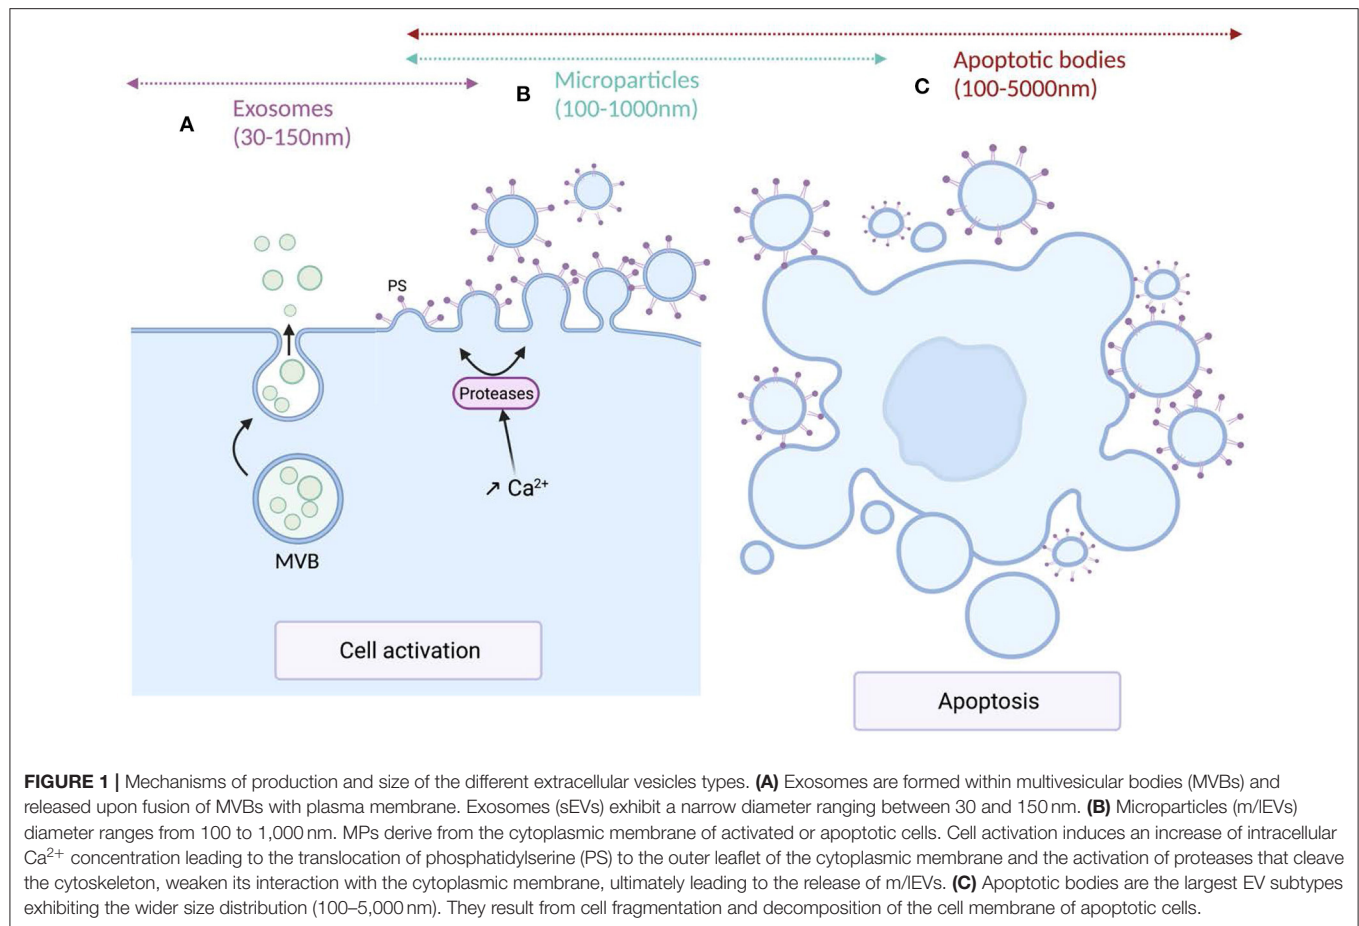 A
Exosomes
(30-150nm)
B
Microparticles
(100-1000nm)
C
Apoptotic bodies
(100-5000nm)
PS
Proteases
↗ Ca²⁺
MVB
Cell activation
Apoptosis
FIGURE 1 | Mechanisms of production and size of the different extracellular vesicles types. (A) Exosomes are formed within multivesicular bodies (MVBs) and
released upon fusion of MVBs with plasma membrane. Exosomes (sEVs) exhibit a narrow diameter ranging between 30 and 150 nm. (B) Microparticles (m/lEVs)
diameter ranges from 100 to 1,000 nm. MPs derive from the cytoplasmic membrane of activated or apoptotic cells. Cell activation induces an increase of intracellular
Ca²⁺ concentration leading to the translocation of phosphatidylserine (PS) to the outer leaflet of the cytoplasmic membrane and the activation of proteases that cleave
the cytoskeleton, weaken its interaction with the cytoplasmic membrane, ultimately leading to the release of m/lEVs. (C) Apoptotic bodies are the largest EV subtypes
exhibiting the wider size distribution (100–5,000 nm). They result from cell fragmentation and decomposition of the cell membrane of apoptotic cells.